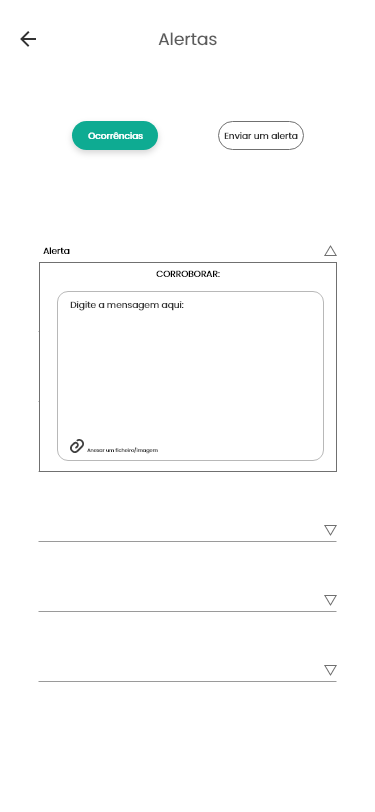 Alertas
Ocorrências
Enviar um alerta
Alerta
CORROBORAR:
Digite a mensagem aqui:
Anexar um ficheiro/imagem